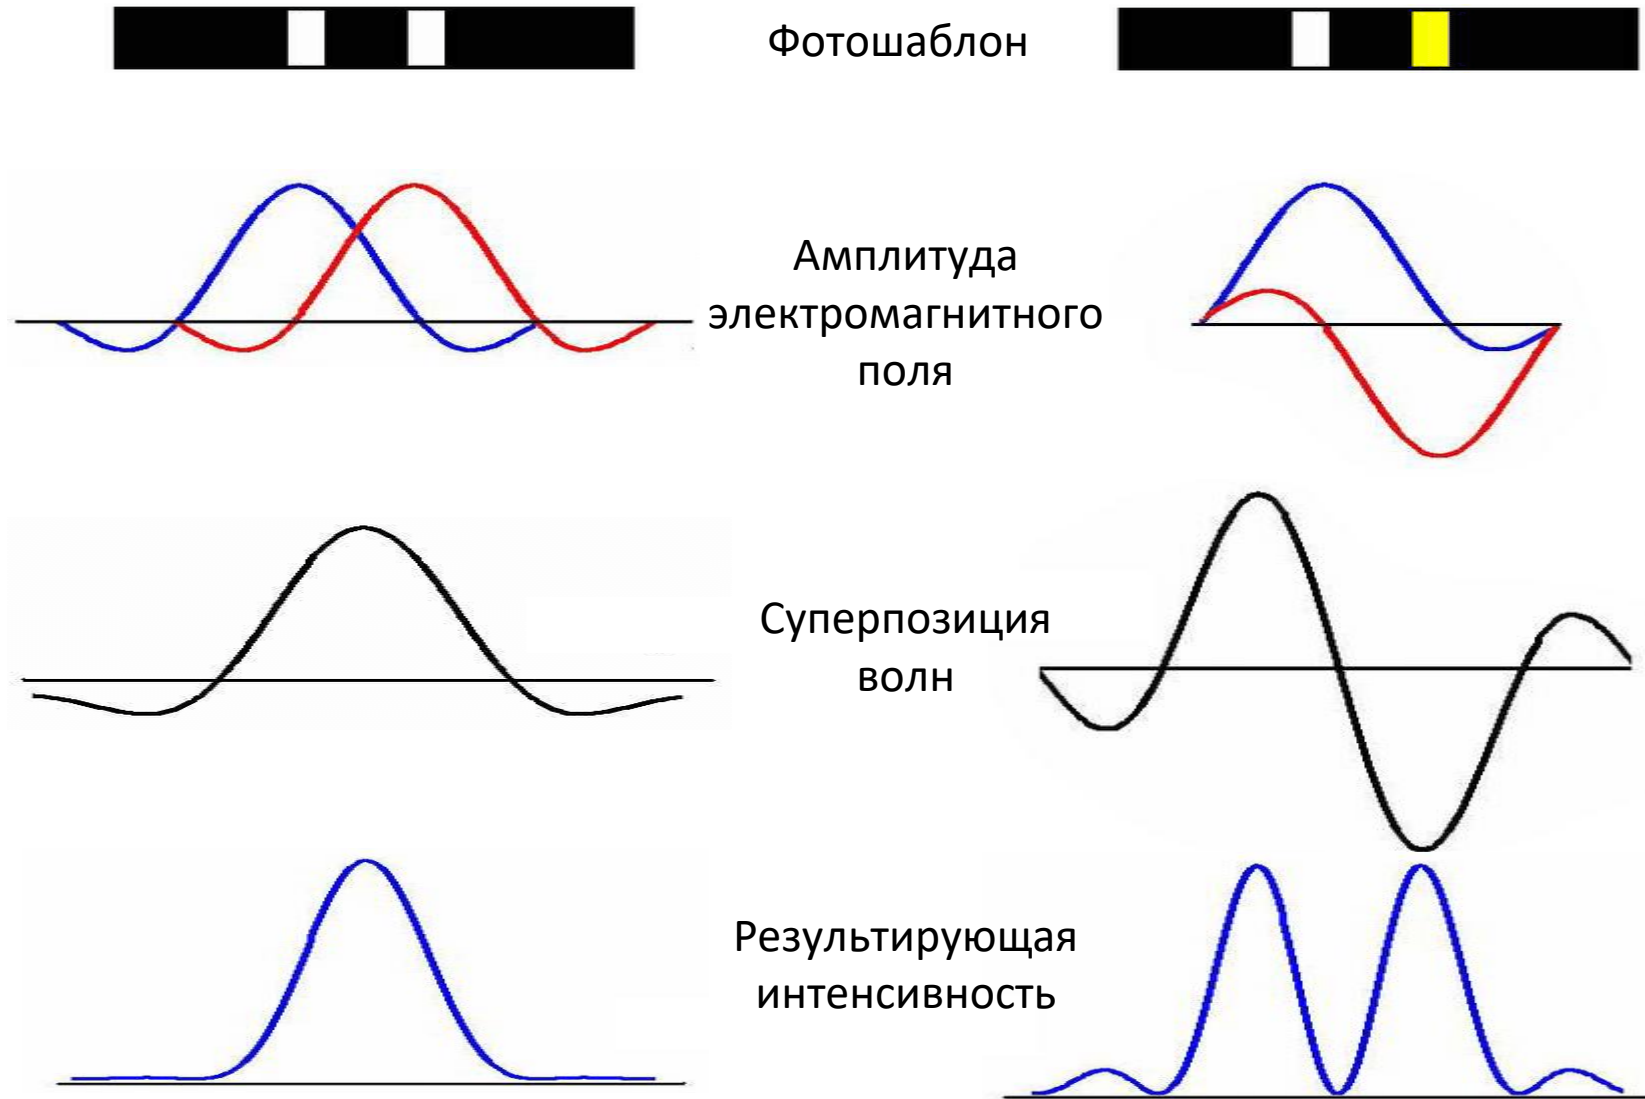 Фотошаблон
Амплитуда
электромагнитного
поля
Суперпозиция
волн
Результирующая
интенсивность